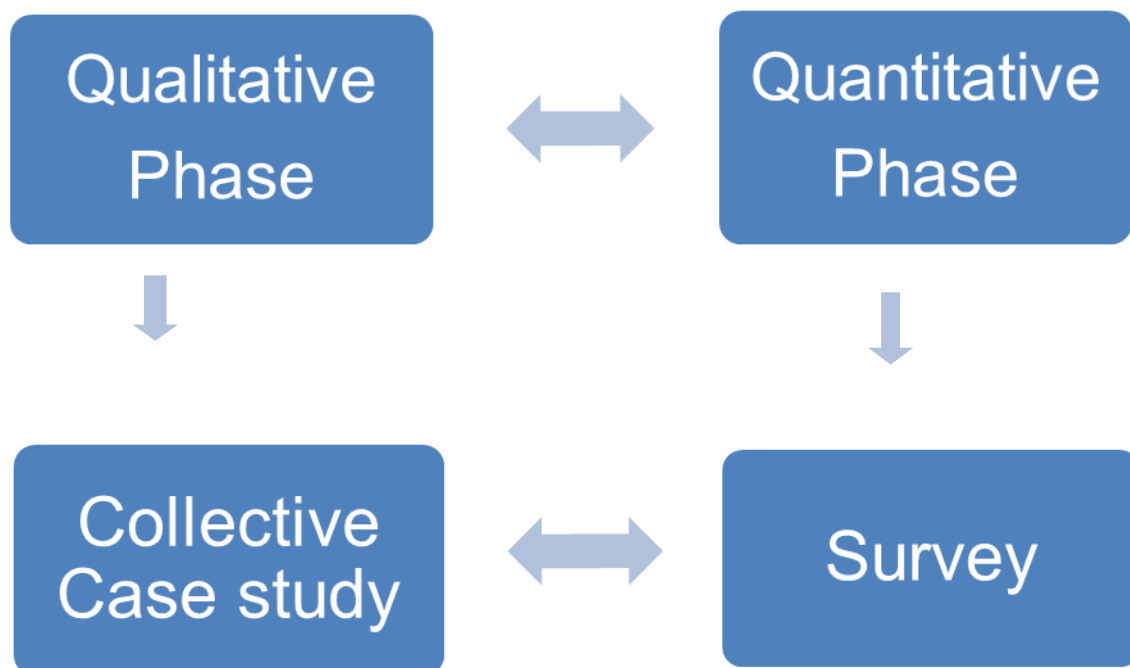 Qualitative
Phase
Quantitative
Phase
Collective
Case study
Survey